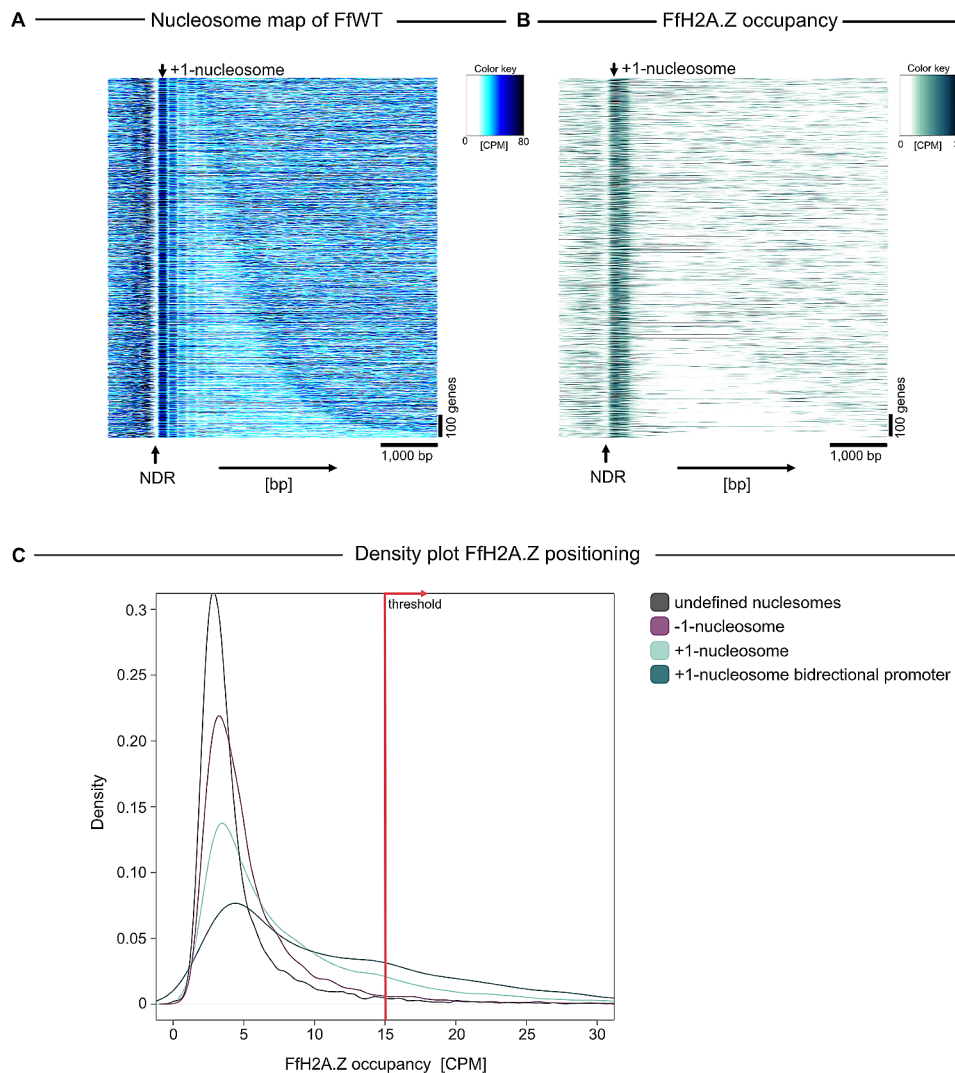 A Nucleosome map of FfWT
B FfH2A.Z occupancy
+1-nucleosome
Color key
0 80
[CPM]
100 genes
1,000 bp
NDR
[bp]
+1-nucleosome
Color key
0
[CPM]
100 genes
1,000 bp
NDR
[bp]
C Density plot FfH2A.Z positioning
threshold
undefined nuclesomes
-1-nucleosome
+1-nucleosome
+1-nucleosome bidrectional promoter
Density
0.3
0.25
0.20
0.15
0.10
0.05
0
0 5 10 15 20 25 30
FfH2A.Z occupancy [CPM]